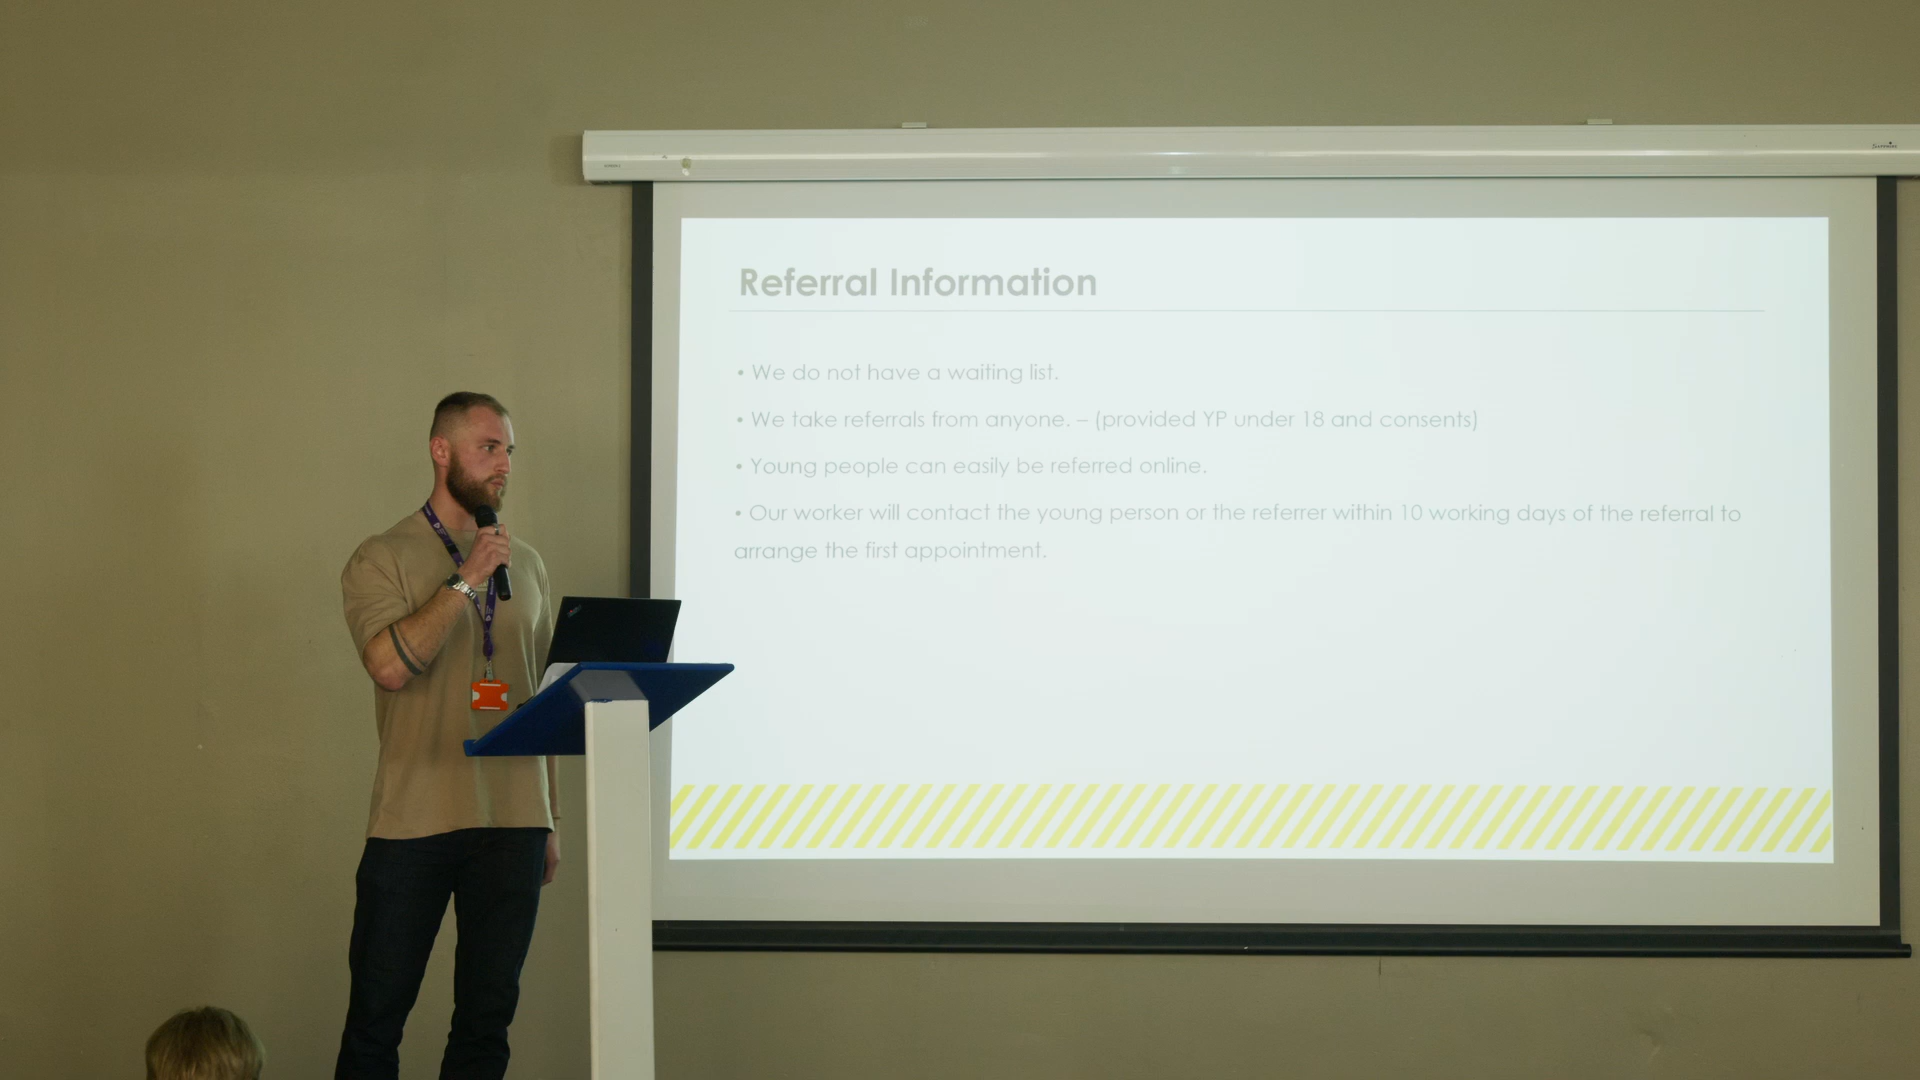 Referral Information
• We do not have a waiting list.
• We take referrals from anyone. – (provided YP under 18 and consents)
• Young people can easily be referred online.
• Our worker will contact the young person or the referrer within 10 working days of the referral to
arrange the first appointment.